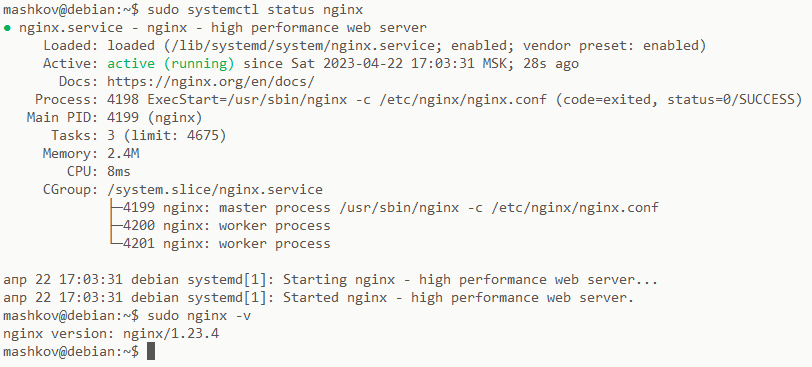 mashkov@debian:~$ sudo systemctl status nginx
● nginx.service - nginx - high performance web server
     Loaded: loaded (/lib/systemd/system/nginx.service; enabled; vendor preset: enabled)
     Active: active (running) since Sat 2023-04-22 17:03:31 MSK; 28s ago
       Docs: https://nginx.org/en/docs/
    Process: 4198 ExecStart=/usr/sbin/nginx -c /etc/nginx/nginx.conf (code=exited, status=0/SUCCESS)
   Main PID: 4199 (nginx)
      Tasks: 3 (limit: 4675)
     Memory: 2.4M
        CPU: 8ms
     CGroup: /system.slice/nginx.service
             ├─4199 nginx: master process /usr/sbin/nginx -c /etc/nginx/nginx.conf
             ├─4200 nginx: worker process
             └─4201 nginx: worker process
апр 22 17:03:31 debian systemd[1]: Starting nginx - high performance web server...
апр 22 17:03:31 debian systemd[1]: Started nginx - high performance web server.
mashkov@debian:~$ sudo nginx -v
nginx version: nginx/1.23.4
mashkov@debian:~$